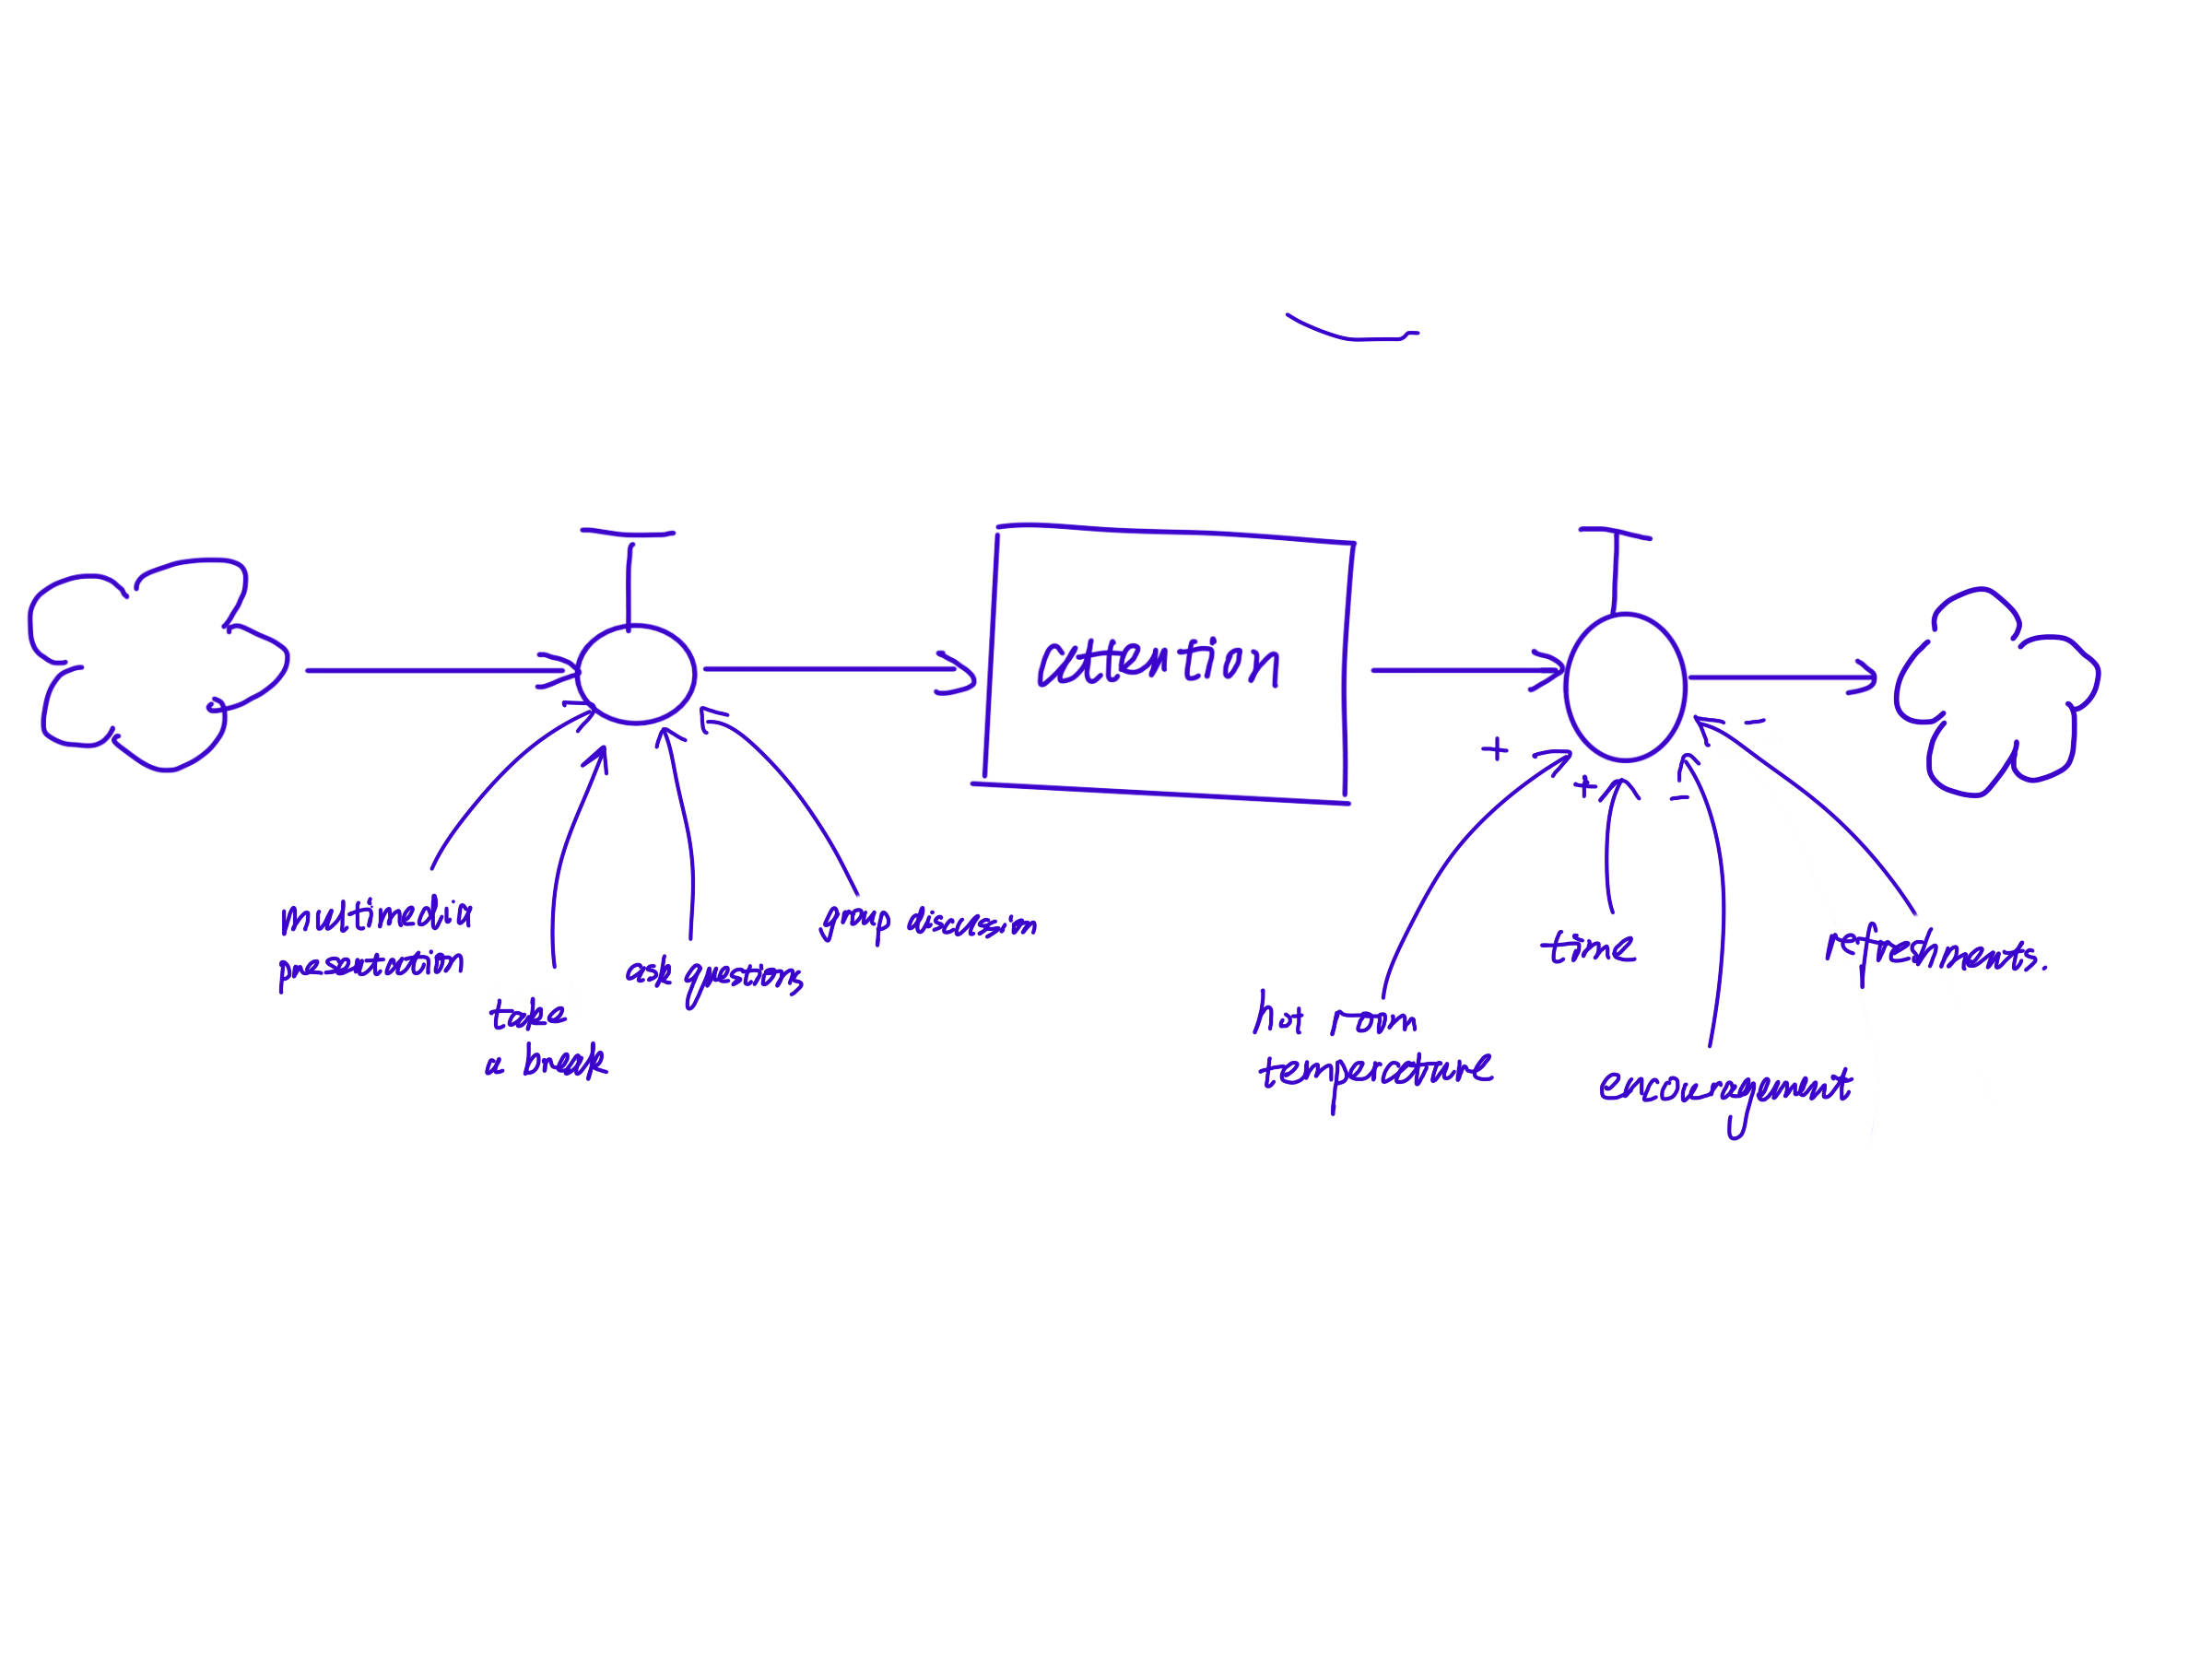 attention
multimedia
presentation
take
a break
ask questions
group discussion
+
+
-
-
hot room
temperature
time
encouragement
refreshments.